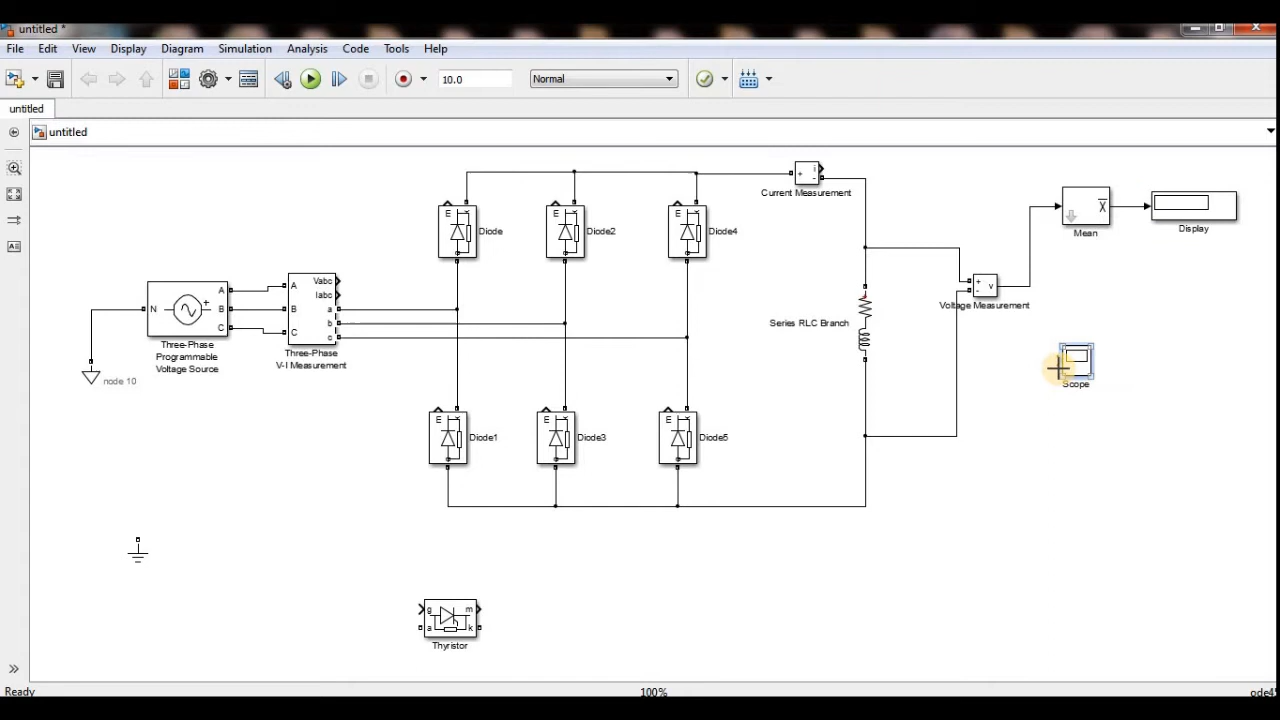 untitled *
File Edit View Display Diagram Simulation Analysis Code Tools Help
10.0 Normal
untitled
untitled
Current Measurement
i
+
-
E
Diode
E
Diode2
E
Diode4
X
Mean
Display
N
+
A
B
C
Three-Phase
Programmable
Voltage Source
A
B
C
Vabc
Iabc
a
b
c
Three-Phase
V-I Measurement
node 10
Series RLC Branch
+
-
v
Voltage Measurement
Scope
E
Diode1
E
Diode3
E
Diode5
g
m
a
k
Thyristor
Ready
100%
ode4